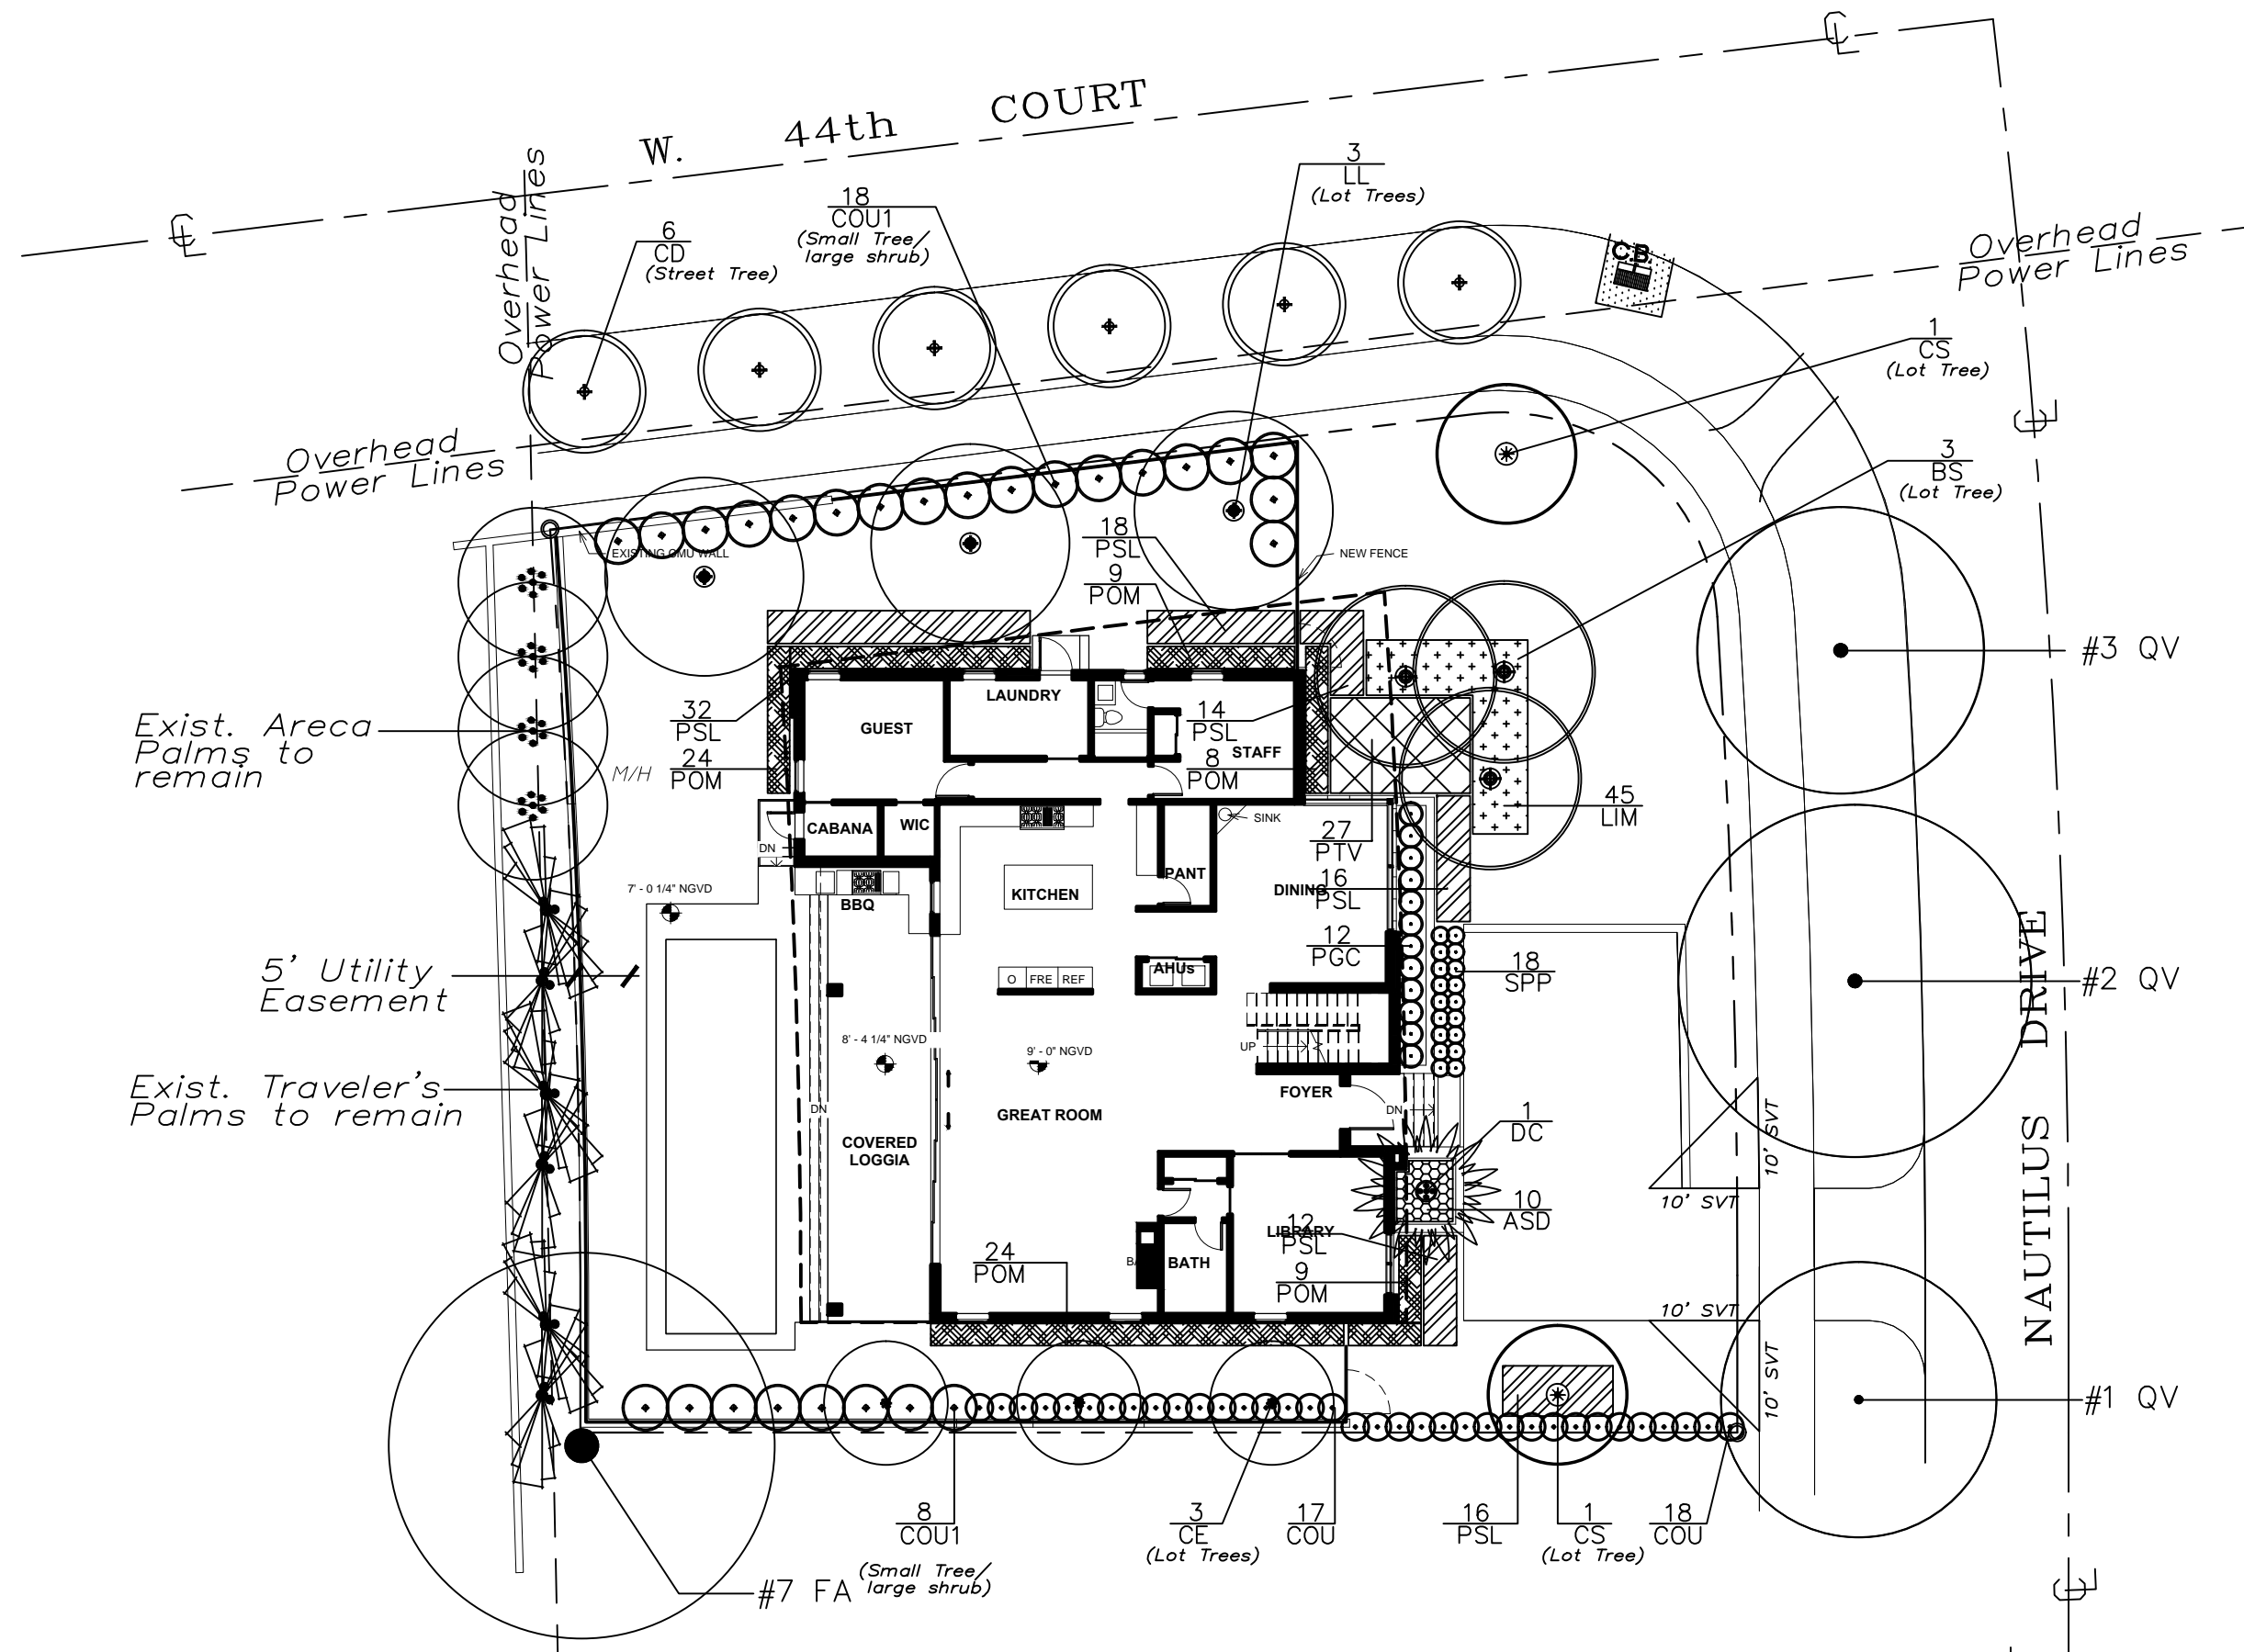 W. 44th COURT
Overhead
Power Lines
6
CD
(Street Tree)
18
COU1
(Small Tree/
large shrub)
3
LL
(Lot Trees)
C.B.
Overhead
Power Lines
1
CS
(Lot Tree)
3
BS
(Lot Tree)
Overhead
Power Lines
EXISTING CMU WALL
18
PSL
9
POM
NEW FENCE
#3 QV
Exist. Areca
Palms to
remain
M/H
32
PSL
24
POM
GUEST
LAUNDRY
14
PSL
STAFF
8
POM
45
LIM
CABANA
WIC
SINK
27
PTV
DN
7' - 0 1/4" NGVD
BBQ
KITCHEN
PANT
DINING
16
PSL
12
PGC
5' Utility
Easement
O
FRE
REF
AHUs
18
SPP
#2 QV
NAUTILUS DRIVE
8' - 4 1/4" NGVD
9' - 0" NGVD
UP
Exist. Traveler's
Palms to remain
DN
GREAT ROOM
FOYER
DN
1
DC
10' SVT
COVERED
LOGGIA
10' SVT
10
ASD
LIBRARY
12
PSL
24
POM
BATH
9
POM
10' SVT
10' SVT
#1 QV
8
COU1
(Small Tree/
large shrub)
3
CE
(Lot Trees)
17
COU
16
PSL
1
CS
(Lot Tree)
18
COU
#7 FA